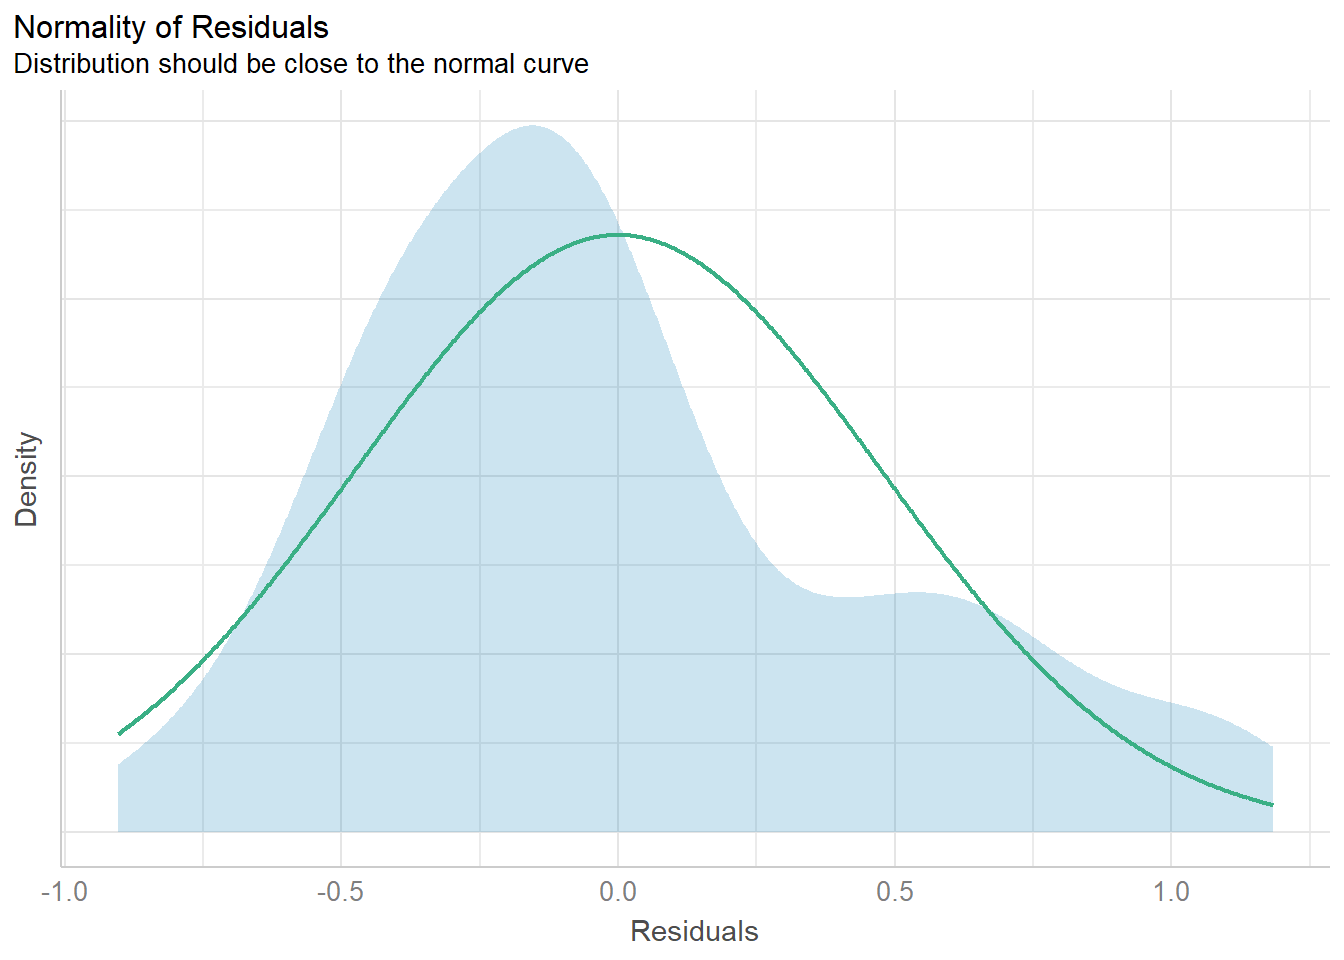 Normality of Residuals
Distribution should be close to the normal curve
Density
-1.0 -0.5 0.0 0.5 1.0
Residuals